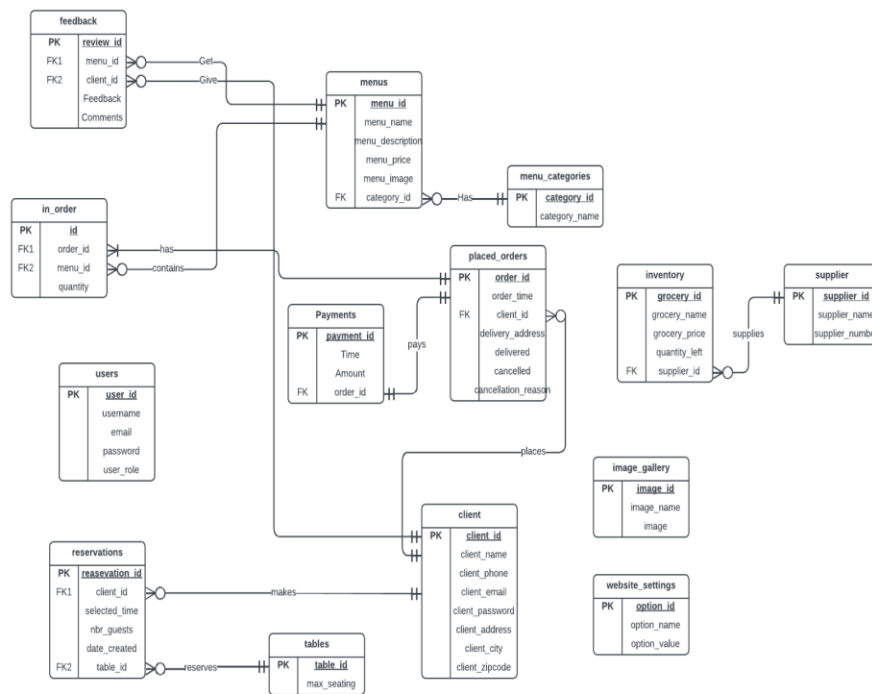 feedback
PK review_id
FK1 menu_id
FK2 client_id
Feedback
Comments
Get
Give
menus
PK menu_id
menu_name
menu_description
menu_price
menu_image
FK category_id
Has
menu_categories
PK category_id
category_name
in_order
PK id
FK1 order_id
FK2 menu_id
quantity
has
contains
placed_orders
PK order_id
order_time
FK client_id
delivery_address
delivered
cancelled
cancellation_reason
inventory
PK grocery_id
grocery_name
grocery_price
quantity_left
FK supplier_id
supplies
supplier
PK supplier_id
supplier_name
supplier_number
Payments
PK payment_id
Time
Amount
FK order_id
pays
users
PK user_id
username
email
password
user_role
places
image_gallery
PK image_id
image_name
image
client
PK client_id
client_name
client_phone
client_email
client_password
client_address
client_city
client_zipcode
reservations
PK reasevation_id
FK1 client_id
selected_time
nbr_guests
date_created
FK2 table_id
makes
reserves
tables
PK table_id
max_seating
website_settings
PK option_id
option_name
option_value